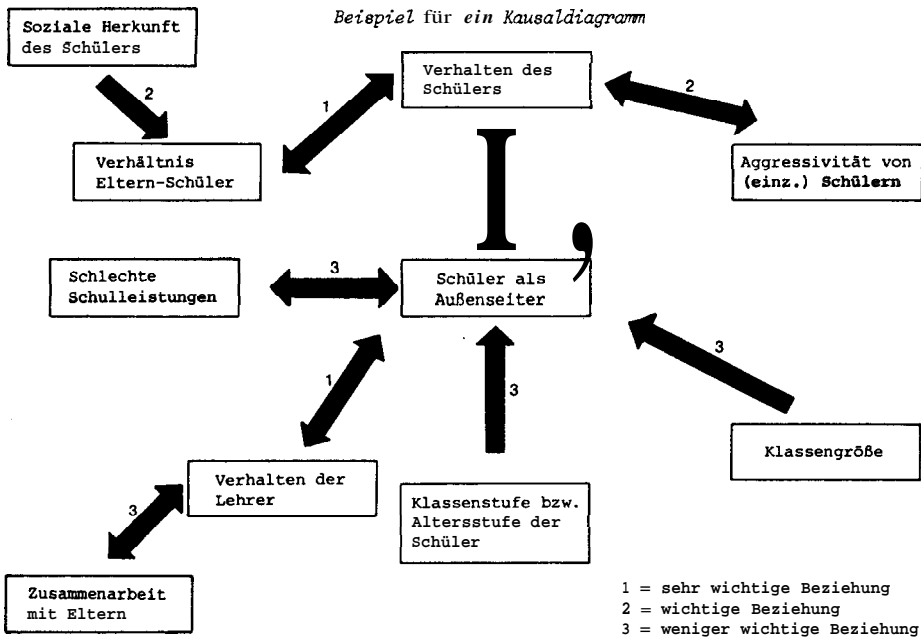 Beispiel für ein Kausaldiagramm
Soziale Herkunft
des Schülers
2
1
Verhalten des
Schülers
2
Verhältnis
Eltern-Schüler
Aggressivität von
(einz.) Schülern
Schlechte
Schulleistungen
3
Schüler als
Außenseiter
3
1
3
Klassengröße
Verhalten der
Lehrer
3
Klassenstufe bzw.
Altersstufe der
Schüler
Zusammenarbeit
mit Eltern
1 = sehr wichtige Beziehung
2 = wichtige Beziehung
3 = weniger wichtige Beziehung